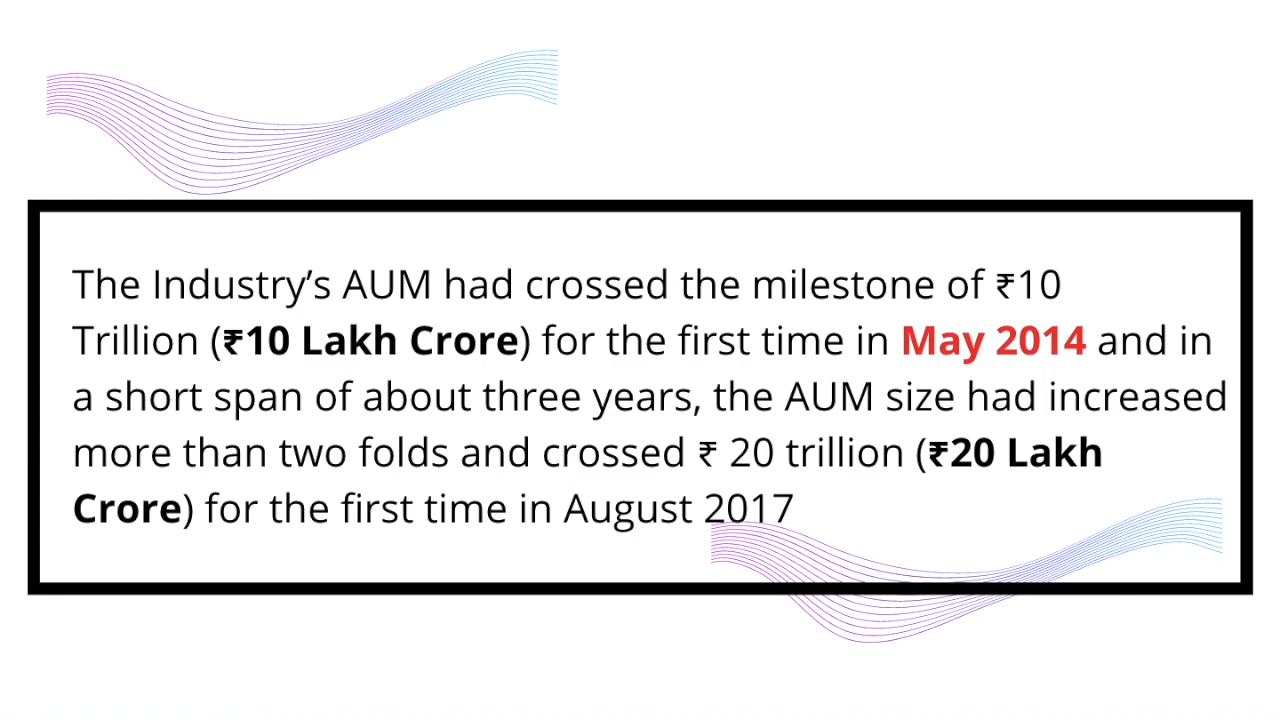 The Industry’s AUM had crossed the milestone of ₹10
Trillion (₹10 Lakh Crore) for the first time in May 2014 and in
a short span of about three years, the AUM size had increased
more than two folds and crossed ₹ 20 trillion (₹20 Lakh
Crore) for the first time in August 2017